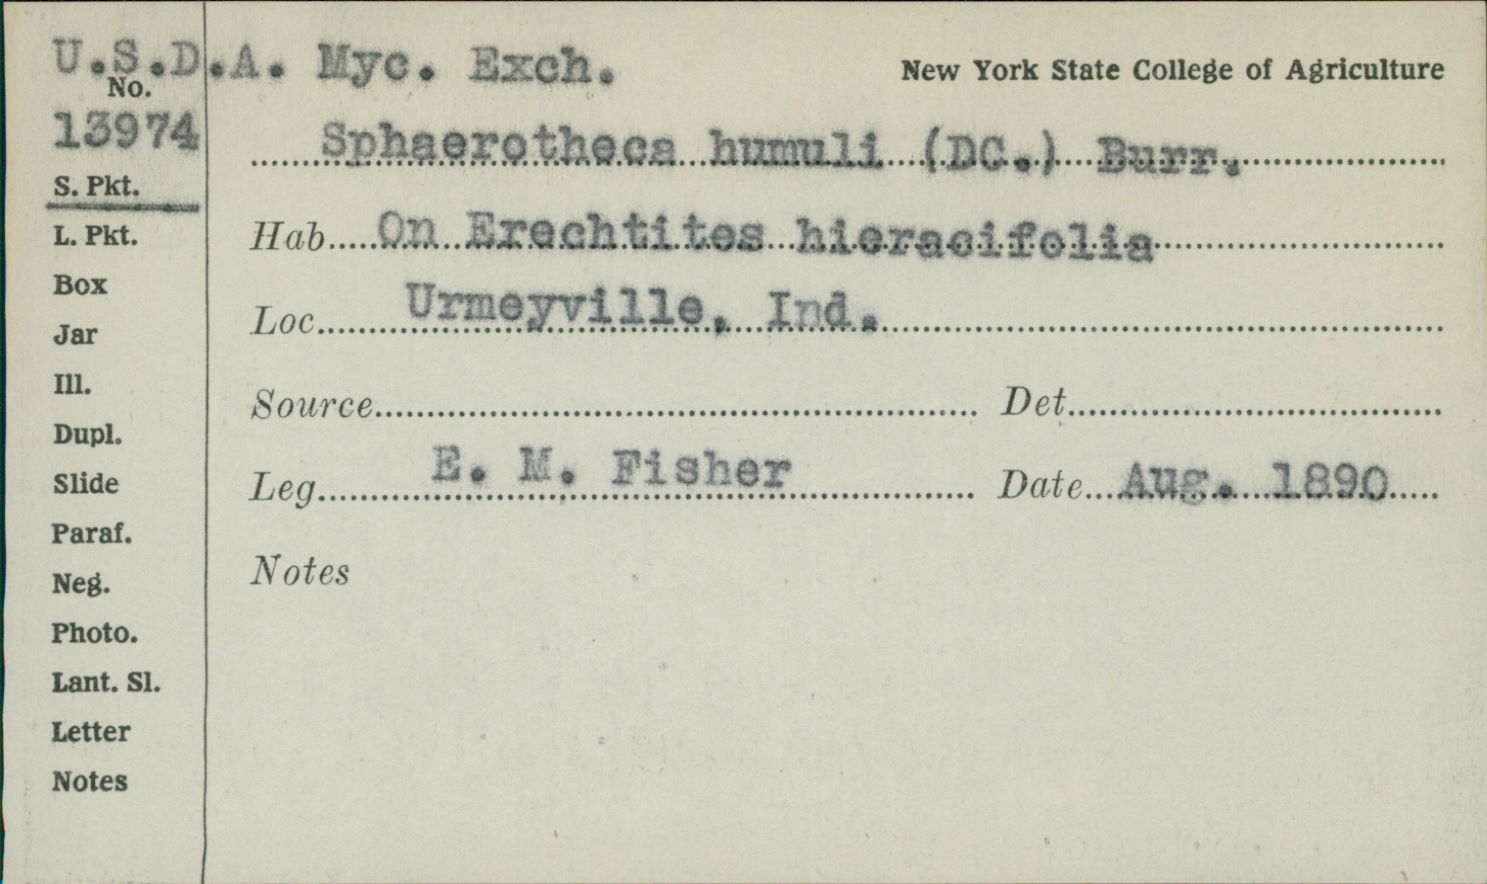 U.S.D.A. Myc. Exch.
New York State College of Agriculture
No.
13974
Sphaerotheca humuli (DC.) Burr.
S. Pkt.
L. Pkt.
Hab On Erechtites hieracifolia
Box
Loc Urmeyville, Ind.
Jar
Ill.
Source Det
Dupl.
Slide
Leg E. M. Fisher Date Aug. 1890
Paraf.
Neg.
Notes
Photo.
Lant. Sl.
Letter
Notes